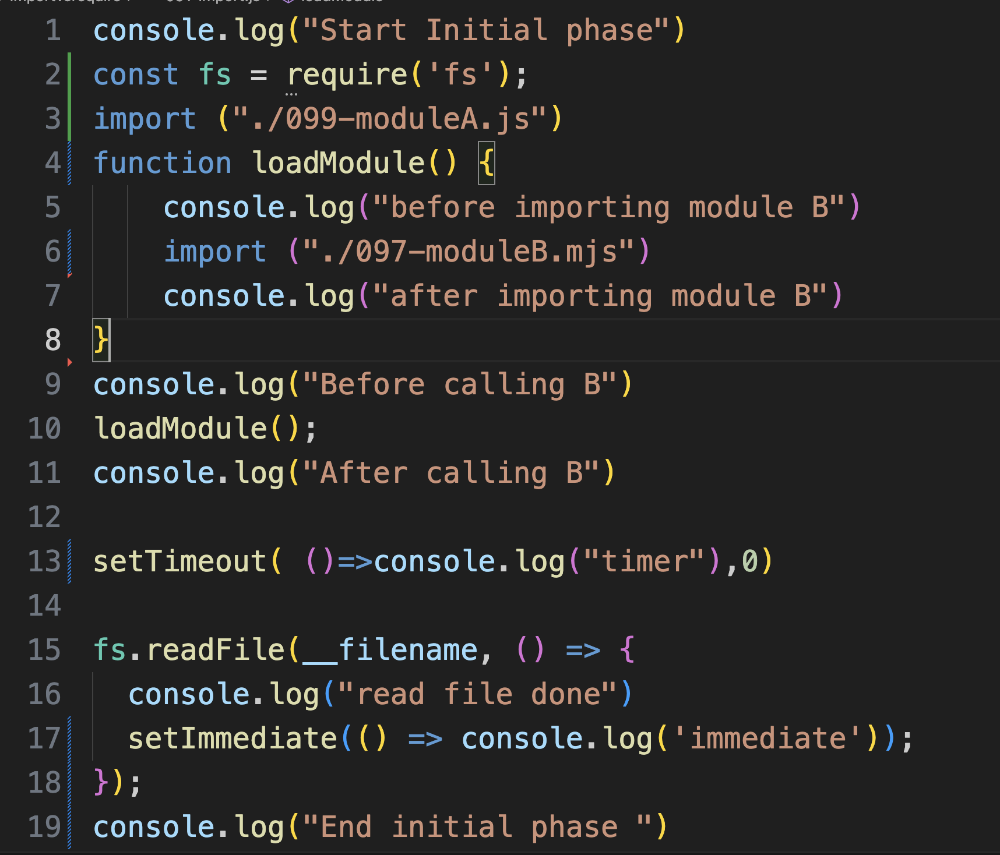 1 console.log("Start Initial phase")
2 const fs = require('fs');
3 import ("./099-moduleA.js")
4 function loadModule() {
5 console.log("before importing module B")
6 import ("./097-moduleB.mjs")
7 console.log("after importing module B")
8 }
9 console.log("Before calling B")
10 loadModule();
11 console.log("After calling B")
12
13 setTimeout( ()=>console.log("timer"),0)
14
15 fs.readFile(__filename, () => {
16 console.log("read file done")
17 setImmediate(() => console.log('immediate'));
18 });
19 console.log("End initial phase ")